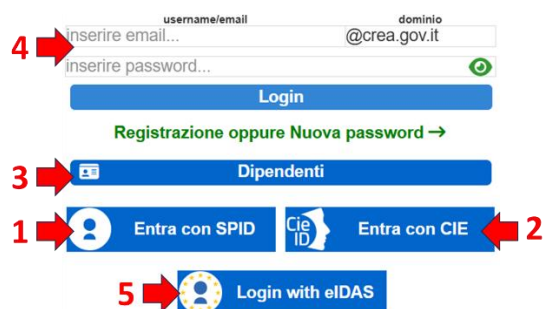 username/email dominio
4 inserire email... @crea.gov.it
inserire password...
Login
Registrazione oppure Nuova password →
3 Dipendenti
1 Entra con SPID Cie ID Entra con CIE 2
5 Login with eIDAS